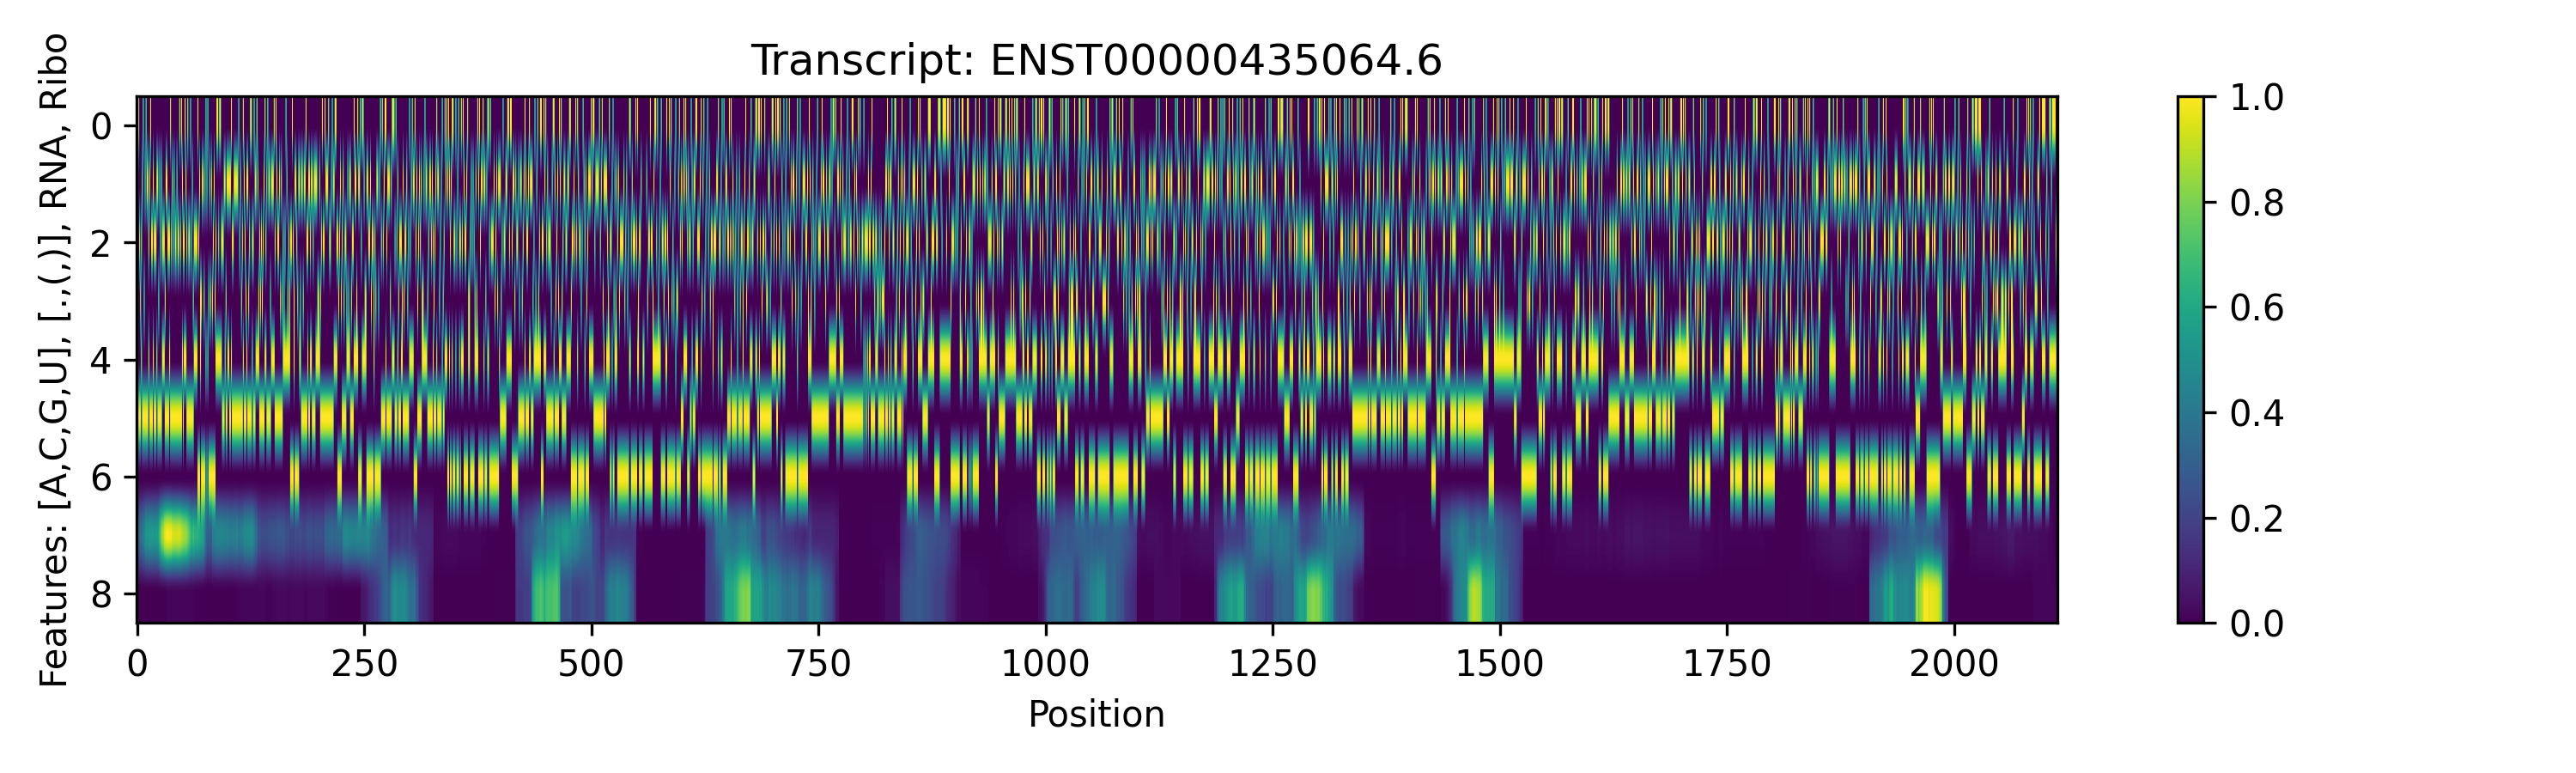 Transcript: ENST00000435064.6
Features: [A,C,G,U], [.,(,)], RNA, Ribo
0
2
4
6
8
0 250 500 750 1000 1250 1500 1750 2000
Position
1.0
0.8
0.6
0.4
0.2
0.0